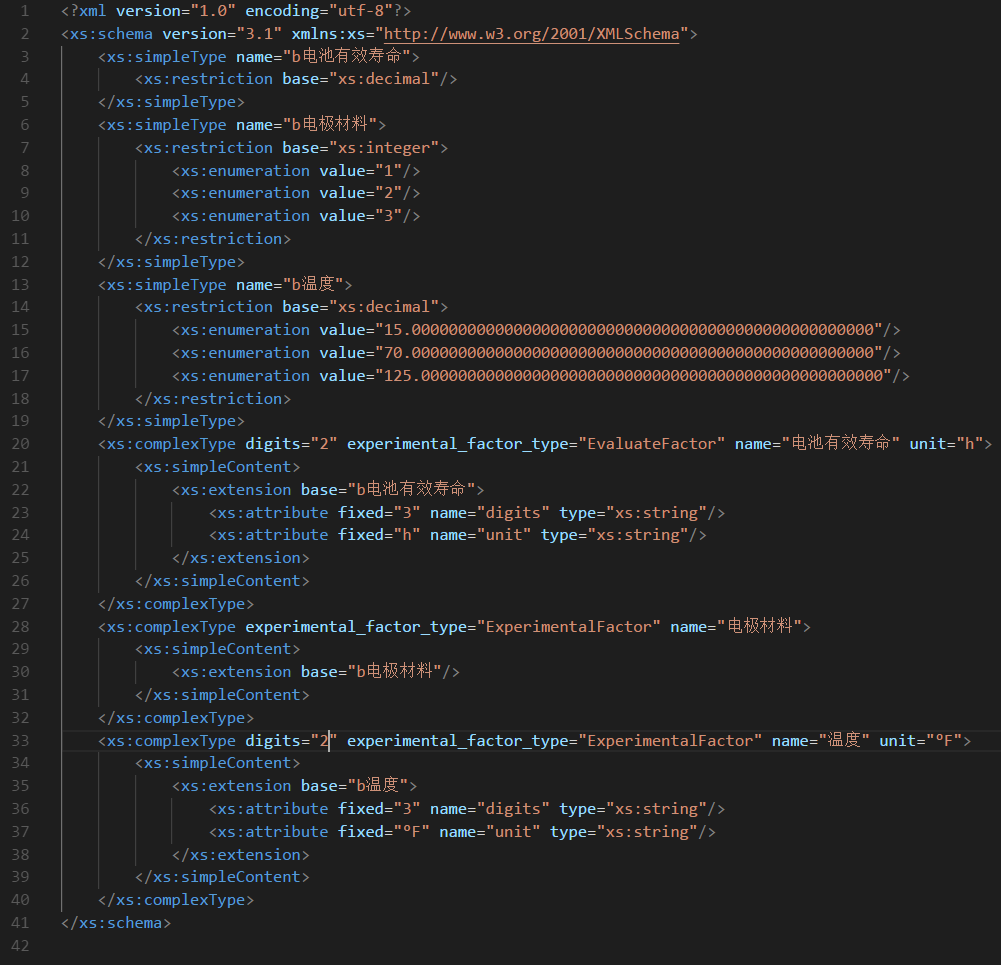 1 <?xml version="1.0" encoding="utf-8"?>
2 <xs:schema version="3.1" xmlns:xs="http://www.w3.org/2001/XMLSchema">
3 <xs:simpleType name="b电池有效寿命">
4 <xs:restriction base="xs:decimal"/>
5 </xs:simpleType>
6 <xs:simpleType name="b电极材料">
7 <xs:restriction base="xs:integer">
8 <xs:enumeration value="1"/>
9 <xs:enumeration value="2"/>
10 <xs:enumeration value="3"/>
11 </xs:restriction>
12 </xs:simpleType>
13 <xs:simpleType name="b温度">
14 <xs:restriction base="xs:decimal">
15 <xs:enumeration value="15.00000000000000000000000000000000000000000000000000"/>
16 <xs:enumeration value="70.00000000000000000000000000000000000000000000000000"/>
17 <xs:enumeration value="125.00000000000000000000000000000000000000000000000000"/>
18 </xs:restriction>
19 </xs:simpleType>
20 <xs:complexType digits="2" experimental_factor_type="EvaluateFactor" name="电池有效寿命" unit="h">
21 <xs:simpleContent>
22 <xs:extension base="b电池有效寿命">
23 <xs:attribute fixed="3" name="digits" type="xs:string"/>
24 <xs:attribute fixed="h" name="unit" type="xs:string"/>
25 </xs:extension>
26 </xs:simpleContent>
27 </xs:complexType>
28 <xs:complexType experimental_factor_type="ExperimentalFactor" name="电极材料">
29 <xs:simpleContent>
30 <xs:extension base="b电极材料"/>
31 </xs:simpleContent>
32 </xs:complexType>
33 <xs:complexType digits="2" experimental_factor_type="ExperimentalFactor" name="温度" unit="ºF">
34 <xs:simpleContent>
35 <xs:extension base="b温度">
36 <xs:attribute fixed="3" name="digits" type="xs:string"/>
37 <xs:attribute fixed="ºF" name="unit" type="xs:string"/>
38 </xs:extension>
39 </xs:simpleContent>
40 </xs:complexType>
41 </xs:schema>
42